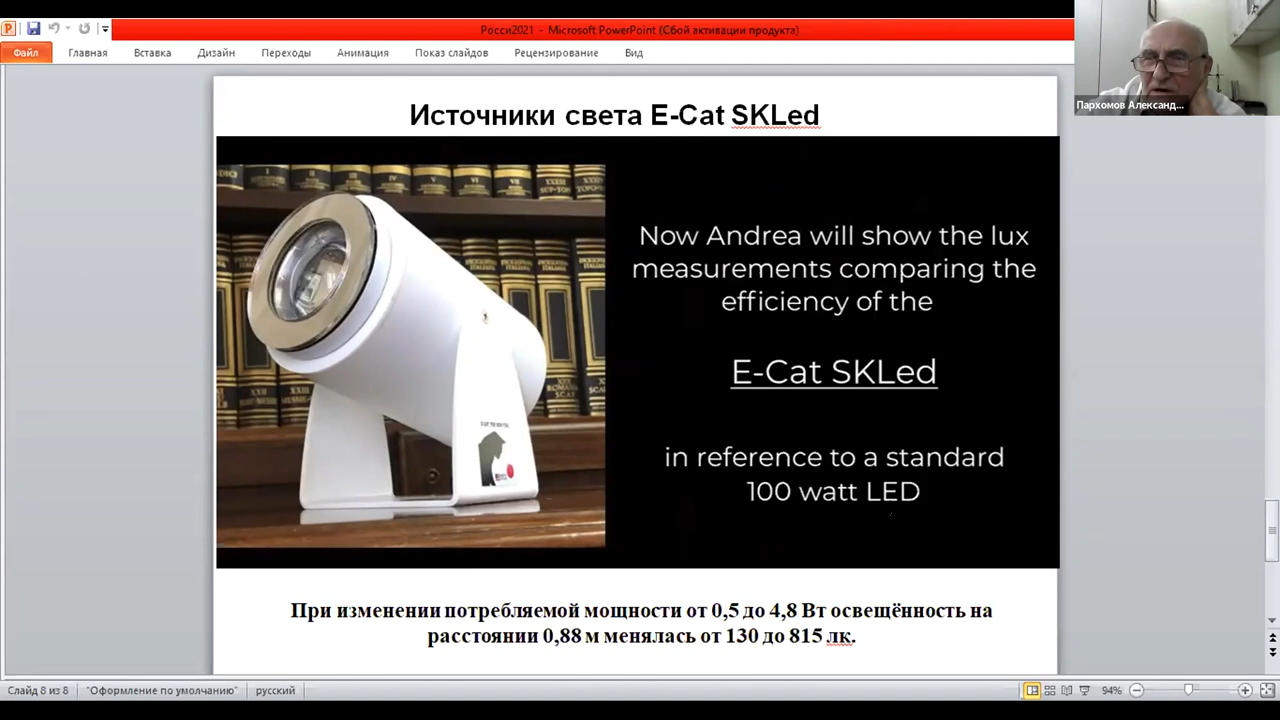 Росси2021 - Microsoft PowerPoint (Сбой активации продукта)
Файл
Главная
Вставка
Дизайн
Переходы
Анимация
Показ слайдов
Рецензирование
Вид
Пархомов Александ...
Источники света E-Cat SKLed
Now Andrea will show the lux
measurements comparing the
efficiency of the
E-Cat SKLed
in reference to a standard
100 watt LED
При изменении потребляемой мощности от 0,5 до 4,8 Вт освещённость на
расстоянии 0,88 м менялась от 130 до 815 лк.
Слайд 8 из 8
"Оформление по умолчанию"
русский
94%